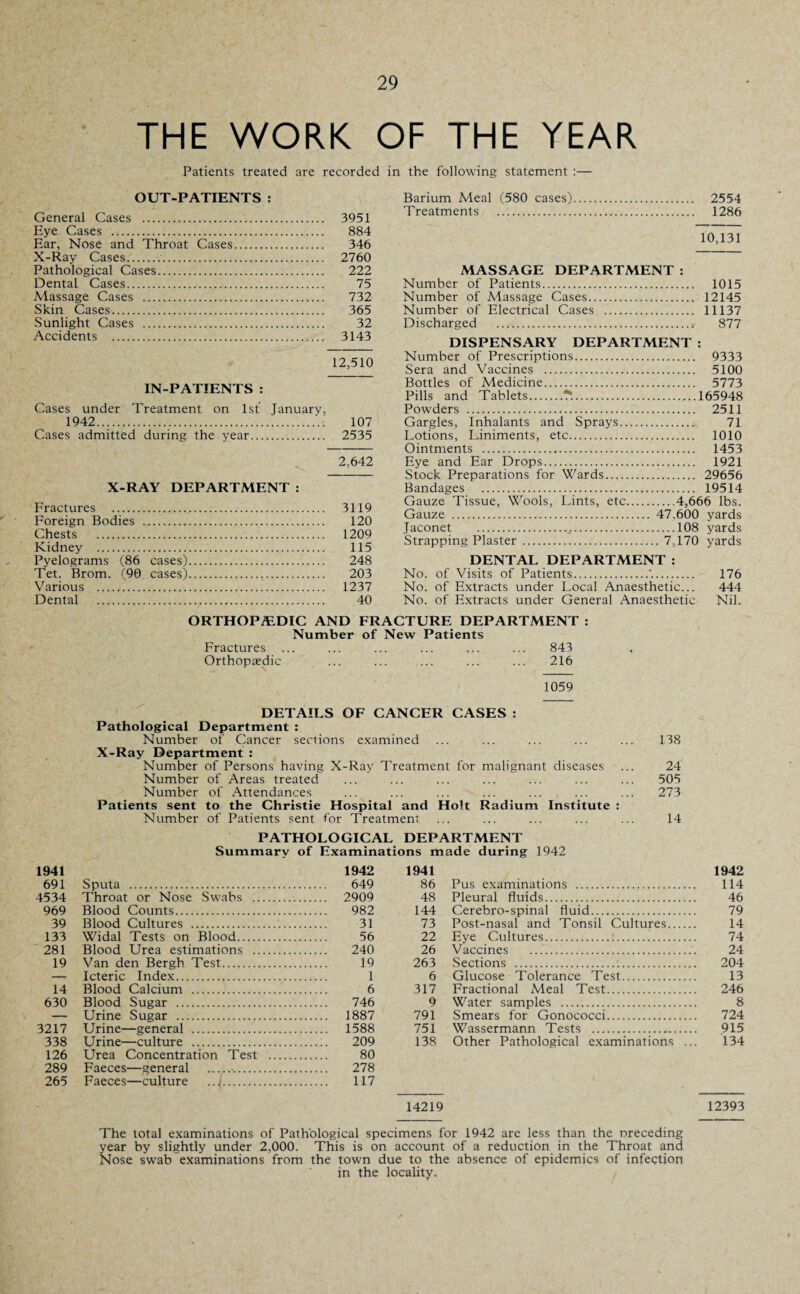 29
THE WORK OF THE YEAR
Patients treated are recorded in the following statement :—
OUT-PATIENTS :
General Cases ... 3951
Eye Cases ... 884
Ear, Nose and Throat Cases... 346
X-Ray Cases... 2760
Pathological Cases... 222
Dental Cases... 75
Massage Cases ... 732
Skin Cases... 365
Sunlight Cases ... 32
Accidents ... 3143
12,510
IN-PATIENTS :
Cases under Treatment on 1st January,
1942... 107
Cases admitted during the year... 2535
2,642
X-RAY DEPARTMENT :
Fractures ... 3119
Foreign Bodies ... 120
Chests ... 1209
Kidney ... 115
Pyelograms (86 cases)... 248
Tet. Brom. (90 cases)... 203
Various ... 1237
Dental ... 40
Barium Meal (580 cases)... 2554
Treatments ... 1286
10,131
MASSAGE DEPARTMENT :
Number of Patients... 1015
Number of Massage Cases... 12145
Number of Electrical Cases ... 11137
Discharged ... 877
DISPENSARY DEPARTMENT :
Number of Prescriptions... 9333
Sera and Vaccines ... 5100
Bottles of Medicine... 5773
Pills and Tablets...165948
Powders ... 2511
Gargles, Inhalants and Sprays... 71
Lotions, Liniments, etc... 1010
Ointments ... 1453
Eye and Ear Drops... 1921
Stock Preparations for Wards... 29656
Bandages ... 19514
Gauze Tissue, Wools, Lints, etc...4,666 lbs.
Gauze ... 47,600 yards
Jaconet ...108 yards
Strapping Plaster ... 7,170 yards
DENTAL DEPARTMENT :
No. of Visits of Patients... 176
No. of Extracts under Local Anaesthetic... 444
No. of Extracts under General Anaesthetic Nil.
ORTHOPÆDIC AND FRACTURE DEPARTMENT :
Number of New Patients
Fractures ... ... ... ... ... ... 843
Orthopædic ... ... ... ... ... 216
1059
DETAILS OF CANCER CASES :
Pathological Department :
Number of Cancer sections examined ... ... ... ... ... 138
X-Ray Department :
Number of Persons having X-Ray Treatment for malignant diseases ... 24
Number of Areas treated ... ... ... ... ... ... ... 505
Number of Attendances ... ... ... ... ... ... ... 273
Patients sent to the Christie Hospital and Holt Radium Institute :
Number of Patients sent for Treatment ... ... ... ... ... 14
PATHOLOGICAL DEPARTMENT
Summary of Examinations made during 1942
1941 1942
691 Sputa ... 649
4534 Throat or Nose Swabs ... 2909
969 Blood Counts... 982
39 Blood Cultures ... 31
133 Widal Tests on Blood... 56
281 Blood Urea estimations ... 240
19 Van den Bergh Test... 19
— Icteric Index... 1
14 Blood Calcium ... 6
630 Blood Sugar ... 746
— Urine Sugar ... 1887
3217 Urine—general ... 1588
338 Urine—culture ... 209
126 Urea Concentration Test ... 80
289 Faeces—general ... 278
265 Faeces—culture ... 117
1941 1942
86 Pus examinations ... 114
48 Pleural fluids... 46
144 Cerebro-spinal fluid... 79
73 Post-nasal and Tonsil Cultures... 14
22 Eye Cultures... 74
26 Vaccines ... 24
263 Sections ... 204
6 Glucose Tolerance Test... 13
317 Fractional Meal Test... 246
9 Water samples ... 8
791 Smears for Gonococci... 724
751 Wassermann Tests ... 915
138 Other Pathological examinations ... 134
14219 12393
The total examinations of Pathological specimens for 1942 are less than the preceding
year by slightly under 2,000. This is on account of a reduction in the Throat and
Nose swab examinations from the town due to the absence of epidemics of infection
in the locality.